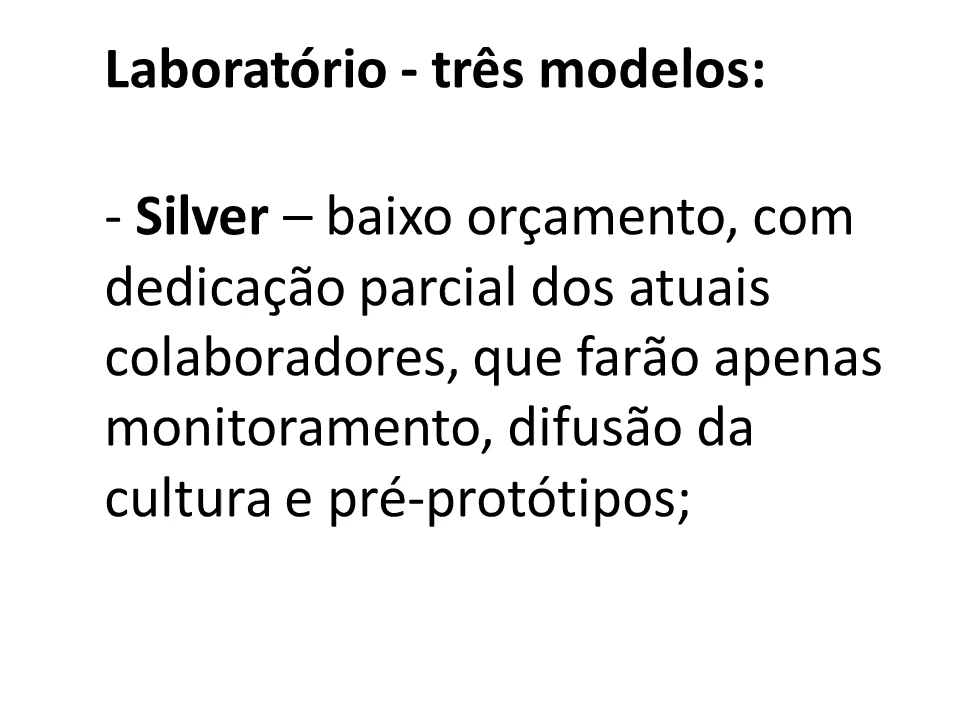 Laboratório - três modelos:
- Silver – baixo orçamento, com
dedicação parcial dos atuais
colaboradores, que farão apenas
monitoramento, difusão da
cultura e pré-protótipos;